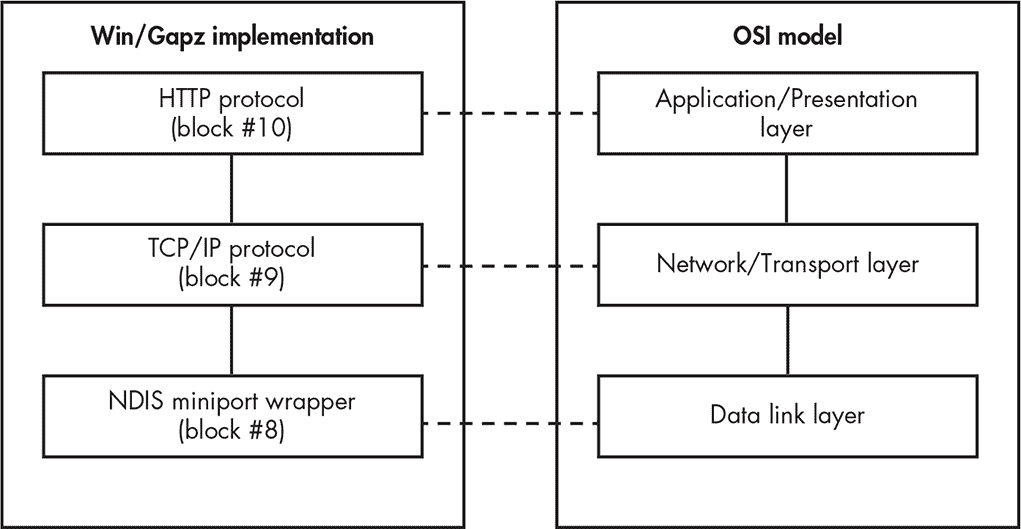 Win/Gapz implementation
HTTP protocol
(block #10)
TCP/IP protocol
(block #9)
NDIS miniport wrapper
(block #8)
OSI model
Application/Presentation
layer
Network/Transport layer
Data link layer